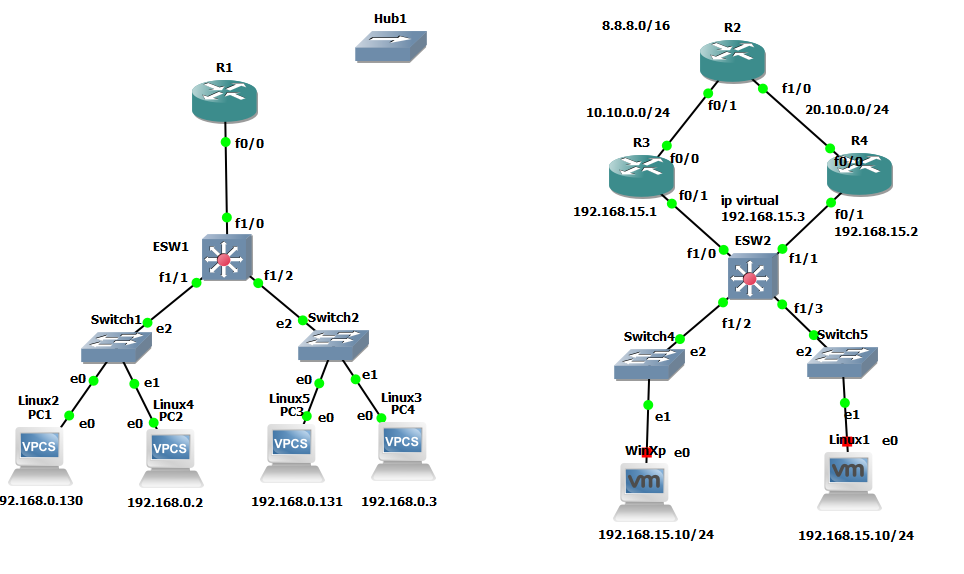 Hub1
R1
f0/0
f1/0
ESW1
f1/1
f1/2
Switch1
e2
e2
Switch2
e0
e1
e0
e1
Linux2
PC1
e0
Linux4
PC2
e0
Linux5
PC3
e0
Linux3
PC4
e0
VPCS
VPCS
VPCS
VPCS
92.168.0.130
192.168.0.2
192.168.0.131
192.168.0.3
8.8.8.0/16
R2
f0/1
f1/0
10.10.0.0/24
20.10.0.0/24
R3
f0/0
R4
f0/0
192.168.15.1
f0/1
ip virtual
192.168.15.3
f0/1
192.168.15.2
ESW2
f1/0
f1/1
f1/2
f1/3
Switch4
e2
e2
Switch5
e1
e1
WinXp
e0
Linux1
e0
vm
vm
192.168.15.10/24
192.168.15.10/24